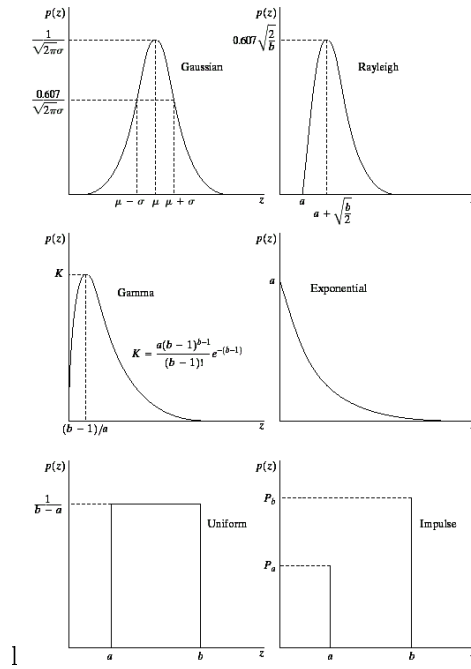 p(z)
1/√2πσ
Gaussian
0.607/√2πσ
μ − σ μ μ + σ z
p(z)
0.607√2/b
Rayleigh
a
a + √b/2
p(z)
K
Gamma
K = a(b − 1)^b−1/(b − 1)! e^−(b−1)
(b − 1)/a z
p(z)
a
Exponential
p(z)
1/b − a
Uniform
a b z
p(z)
P_b
Impulse
P_a
a b
l